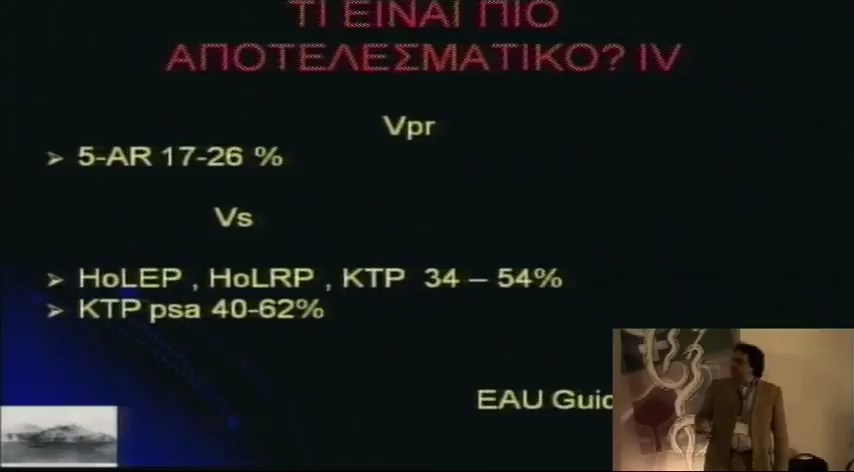 ΤΙ ΕΙΝΑΙ ΠΙΟ
ΑΠΟΤΕΛΕΣΜΑΤΙΚΟ? IV
Vpr
➢ 5-AR 17-26 %
Vs
➢ HoLEP , HoLRP , KTP 34 – 54%
➢ KTP psa 40-62%
EAU